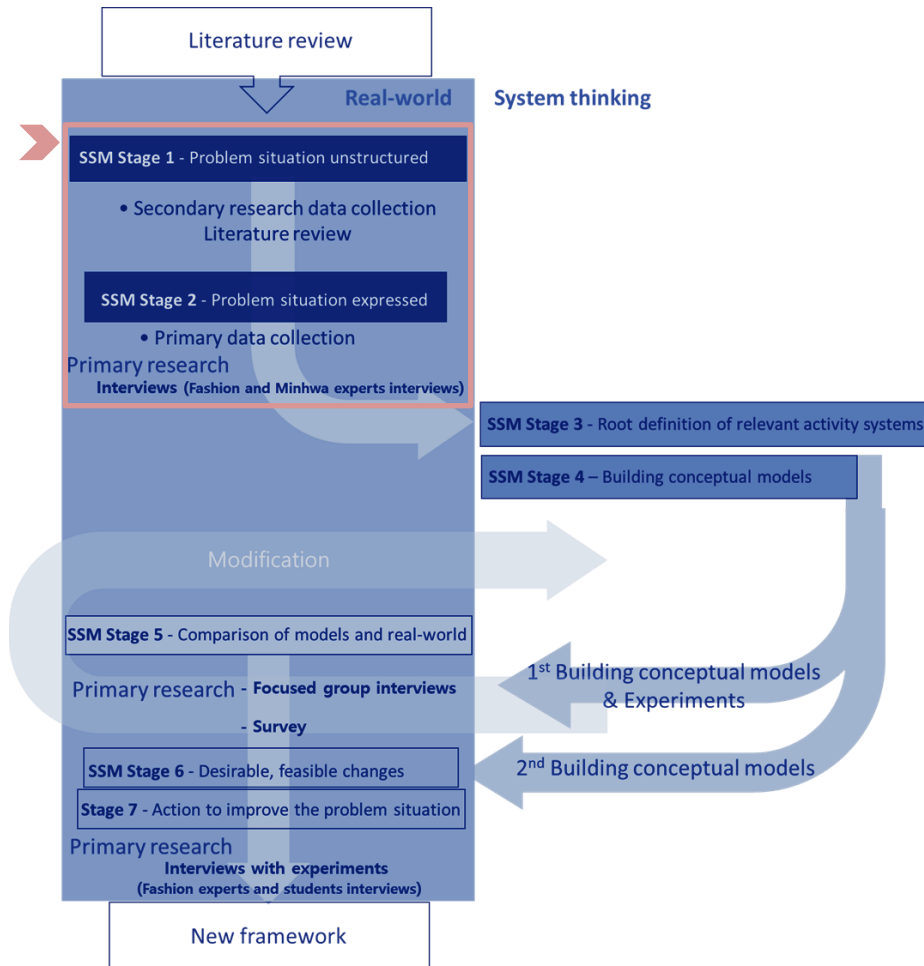 Literature review
Real-world
System thinking
SSM Stage 1 - Problem situation unstructured
• Secondary research data collection
Literature review
SSM Stage 2 - Problem situation expressed
• Primary data collection
Primary research
Interviews (Fashion and Minhwa experts interviews)
SSM Stage 3 - Root definition of relevant activity systems
SSM Stage 4 – Building conceptual models
Modification
SSM Stage 5 - Comparison of models and real-world
1st Building conceptual models
& Experiments
Primary research - Focused group interviews
- Survey
2nd Building conceptual models
SSM Stage 6 - Desirable, feasible changes
Stage 7 - Action to improve the problem situation
Primary research
Interviews with experiments
(Fashion experts and students interviews)
New framework